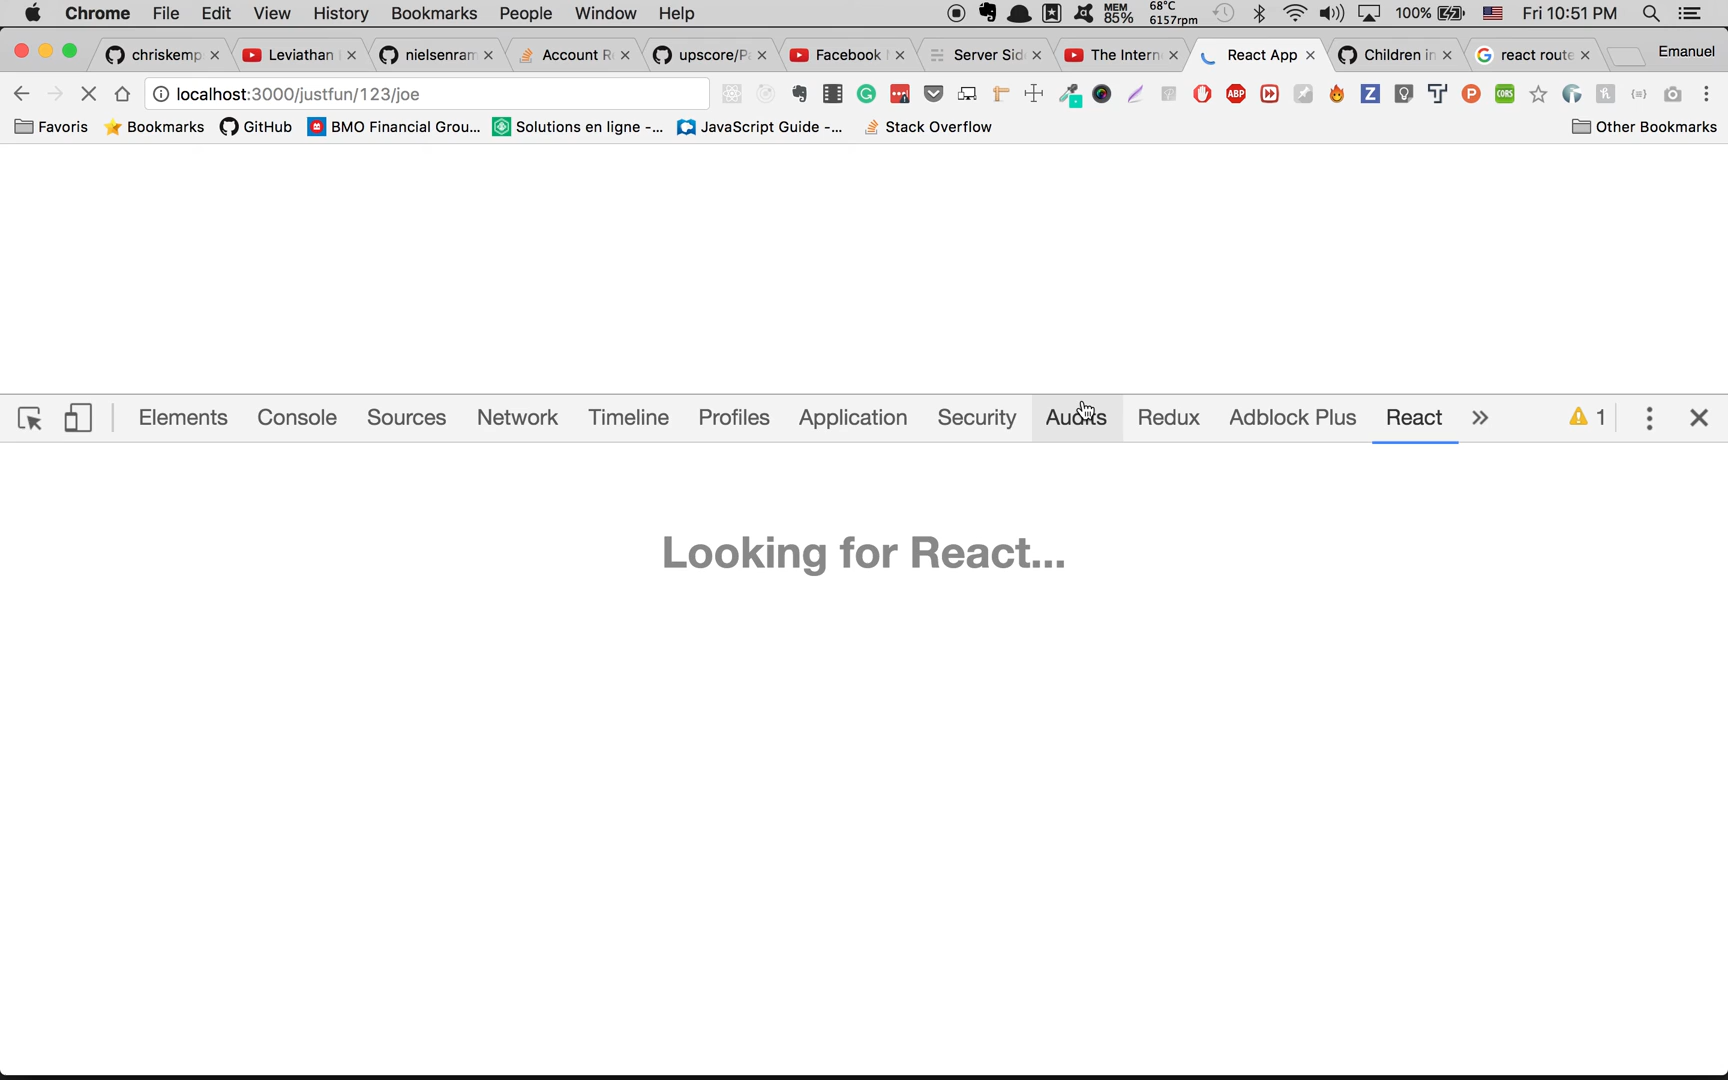 Chrome File Edit View History Bookmarks People Window Help MEM 85% 68°C 6157rpm 100% Fri 10:51 PM
chriskemp Leviathan nielsenram Account R upscore/P Facebook Server Sid The Intern React App Children in react route Emanuel
localhost:3000/justfun/123/joe ABP CORS
Favoris Bookmarks GitHub BMO Financial Grou... Solutions en ligne -... JavaScript Guide -... Stack Overflow Other Bookmarks
Elements Console Sources Network Timeline Profiles Application Security Audits Redux Adblock Plus React » 1
Looking for React...